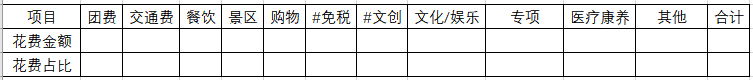 项目 团费 交通费 餐饮 景区 购物 #免税 #文创 文化/娱乐 专项 医疗康养 其他 合计
花费金额
花费占比